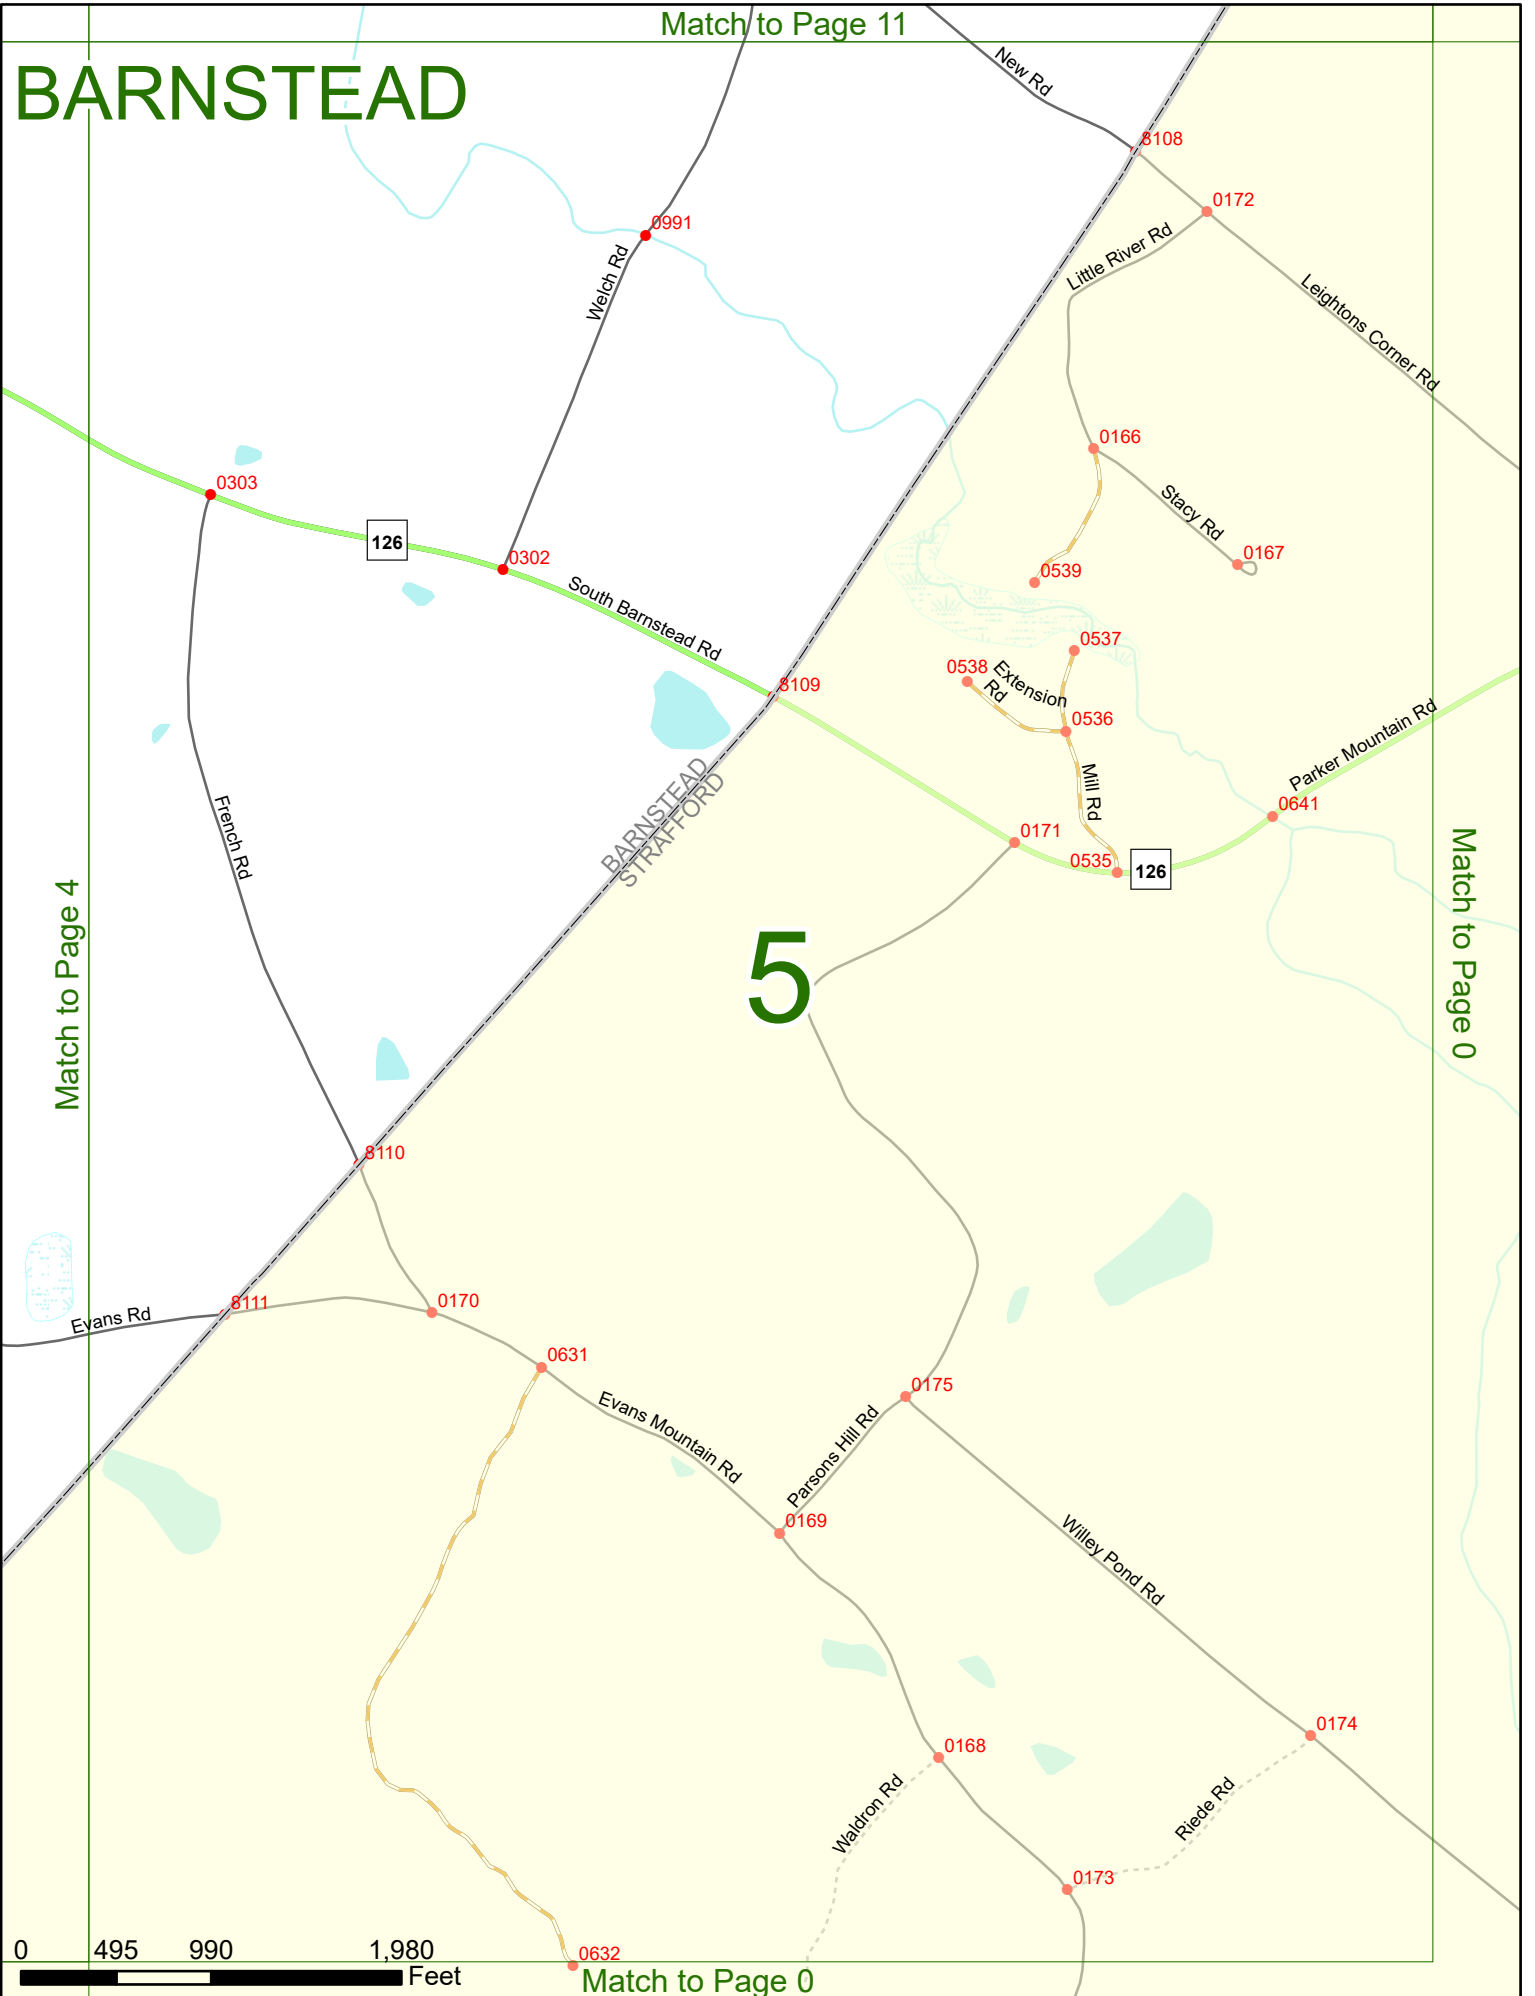 Match to Page 11
BARNSTEAD
New Rd
8108
0172
0991
Little River Rd
Welch Rd
Leightons Corner Rd
0166
0303
Stacy Rd
126
0302
0167
0539
South Barnstead Rd
0537
0538
Extension
Rd
8109
0536
Parker Mountain Rd
Mill Rd
BARNSTEAD
STRAFFORD
French Rd
0641
0171
0535
126
Match to Page 4
Match to Page 0
5
8110
8111
Evans Rd
0170
0631
Evans Mountain Rd
0175
Parsons Hill Rd
0169
Willey Pond Rd
0174
0168
Waldron Rd
Riede Rd
0173
0 495 990 1,980
Feet
0632
Match to Page 0